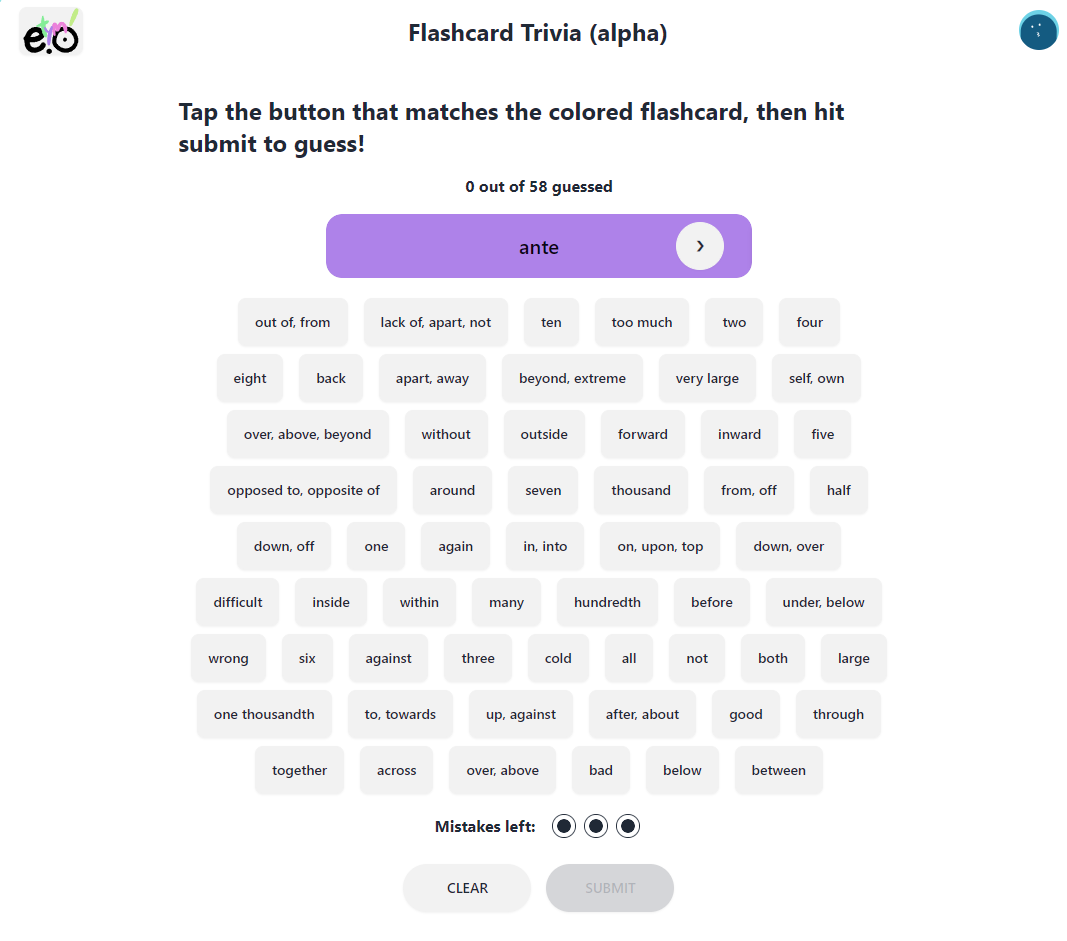 etymo!
Flashcard Trivia (alpha)
Tap the button that matches the colored flashcard, then hit
submit to guess!
0 out of 58 guessed
ante
out of, from
lack of, apart, not
ten
too much
two
four
eight
back
apart, away
beyond, extreme
very large
self, own
over, above, beyond
without
outside
forward
inward
five
opposed to, opposite of
around
seven
thousand
from, off
half
down, off
one
again
in, into
on, upon, top
down, over
difficult
inside
within
many
hundredth
before
under, below
wrong
six
against
three
cold
all
not
both
large
one thousandth
to, towards
up, against
after, about
good
through
together
across
over, above
bad
below
between
Mistakes left:
CLEAR
SUBMIT